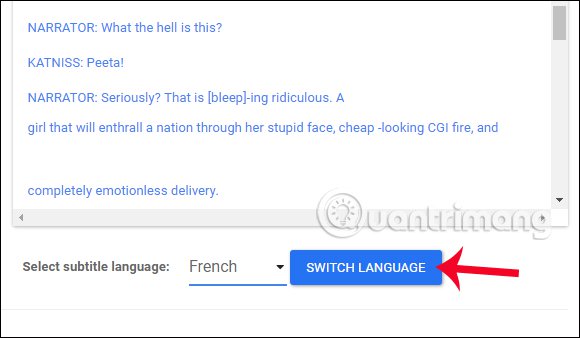 NARRATOR: What the hell is this?
KATNISS: Peeta!
NARRATOR: Seriously? That is [bleep]-ing ridiculous. A
girl that will enthrall a nation through her stupid face, cheap -looking CGI fire, and
completely emotionless delivery.
Quantrimang
Select subtitle language: French SWITCH LANGUAGE